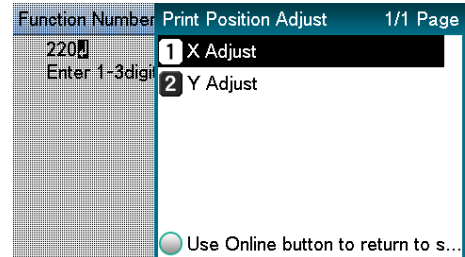 Function Number
220
Enter 1-3digi
Print Position Adjust 1/1 Page
1 X Adjust
2 Y Adjust
Use Online button to return to s...